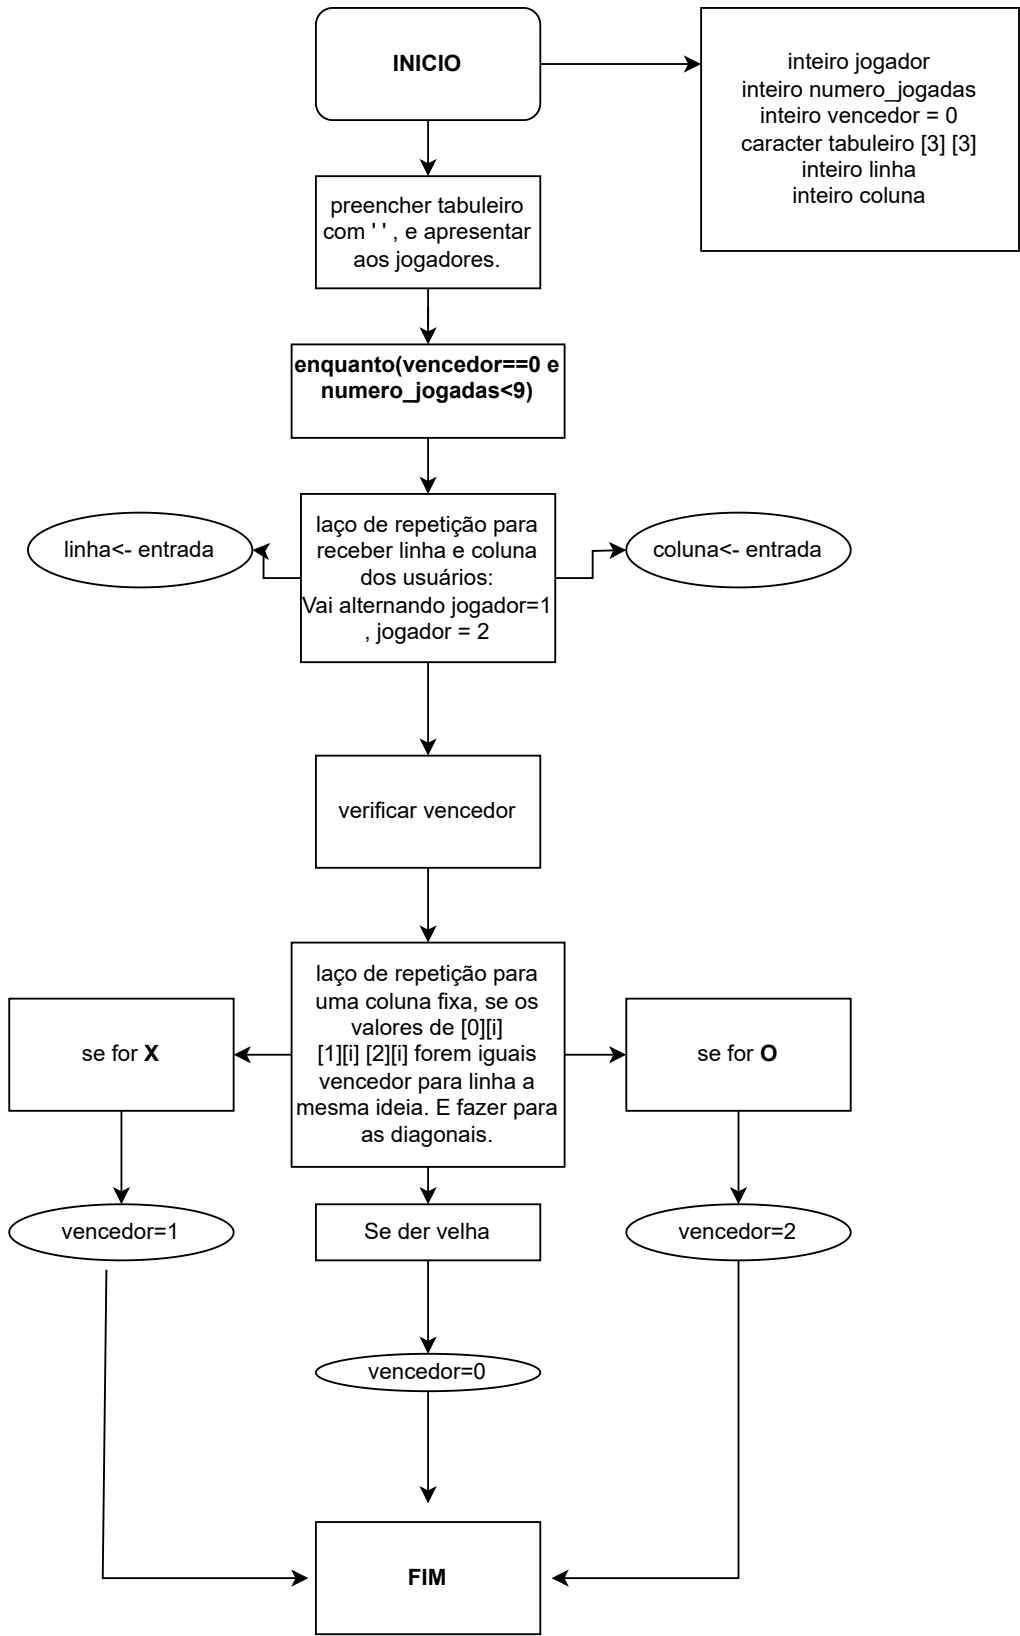 INICIO
inteiro jogador
inteiro numero_jogadas
inteiro vencedor = 0
caracter tabuleiro [3] [3]
inteiro linha
inteiro coluna
preencher tabuleiro
com ' ' , e apresentar
aos jogadores.
enquanto(vencedor==0 e
numero_jogadas<9)
linha<- entrada
laço de repetição para
receber linha e coluna
dos usuários:
Vai alternando jogador=1
, jogador = 2
coluna<- entrada
verificar vencedor
se for X
laço de repetição para
uma coluna fixa, se os
valores de [0][i]
[1][i] [2][i] forem iguais
vencedor para linha a
mesma ideia. E fazer para
as diagonais.
se for O
vencedor=1
Se der velha
vencedor=2
vencedor=0
FIM